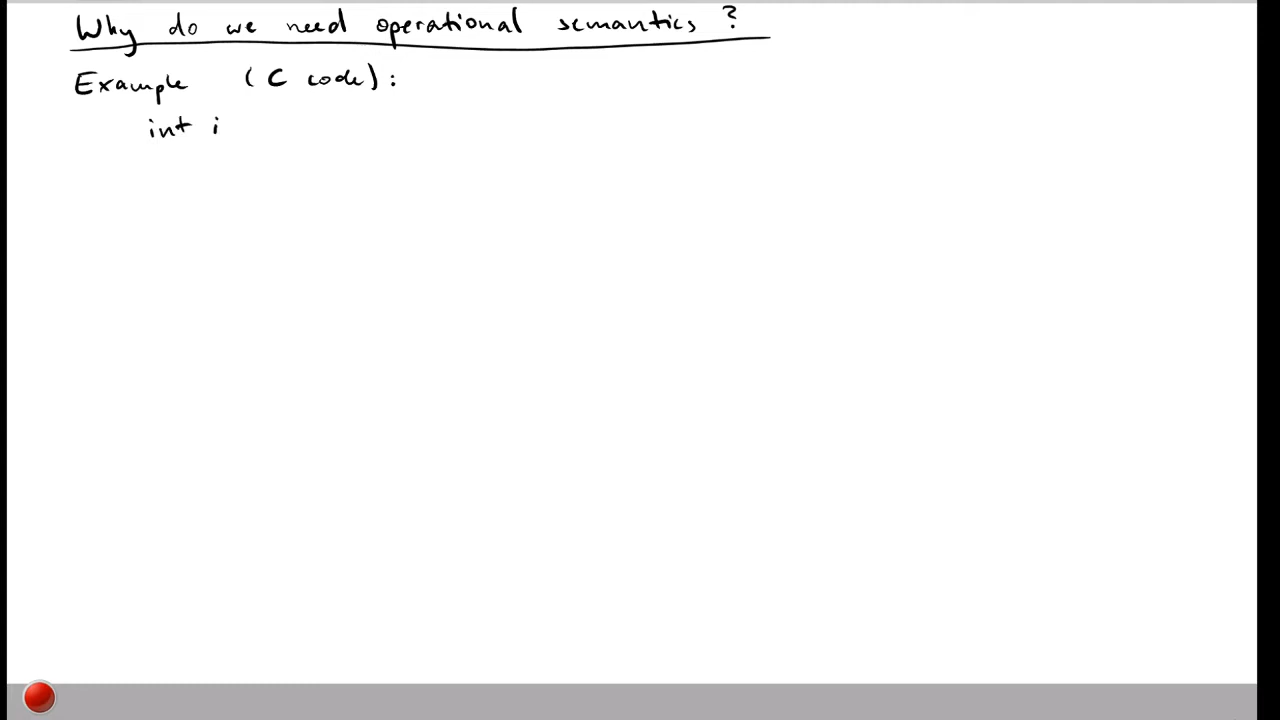 Why do we need operational semantics ?
Example (C code):
int i